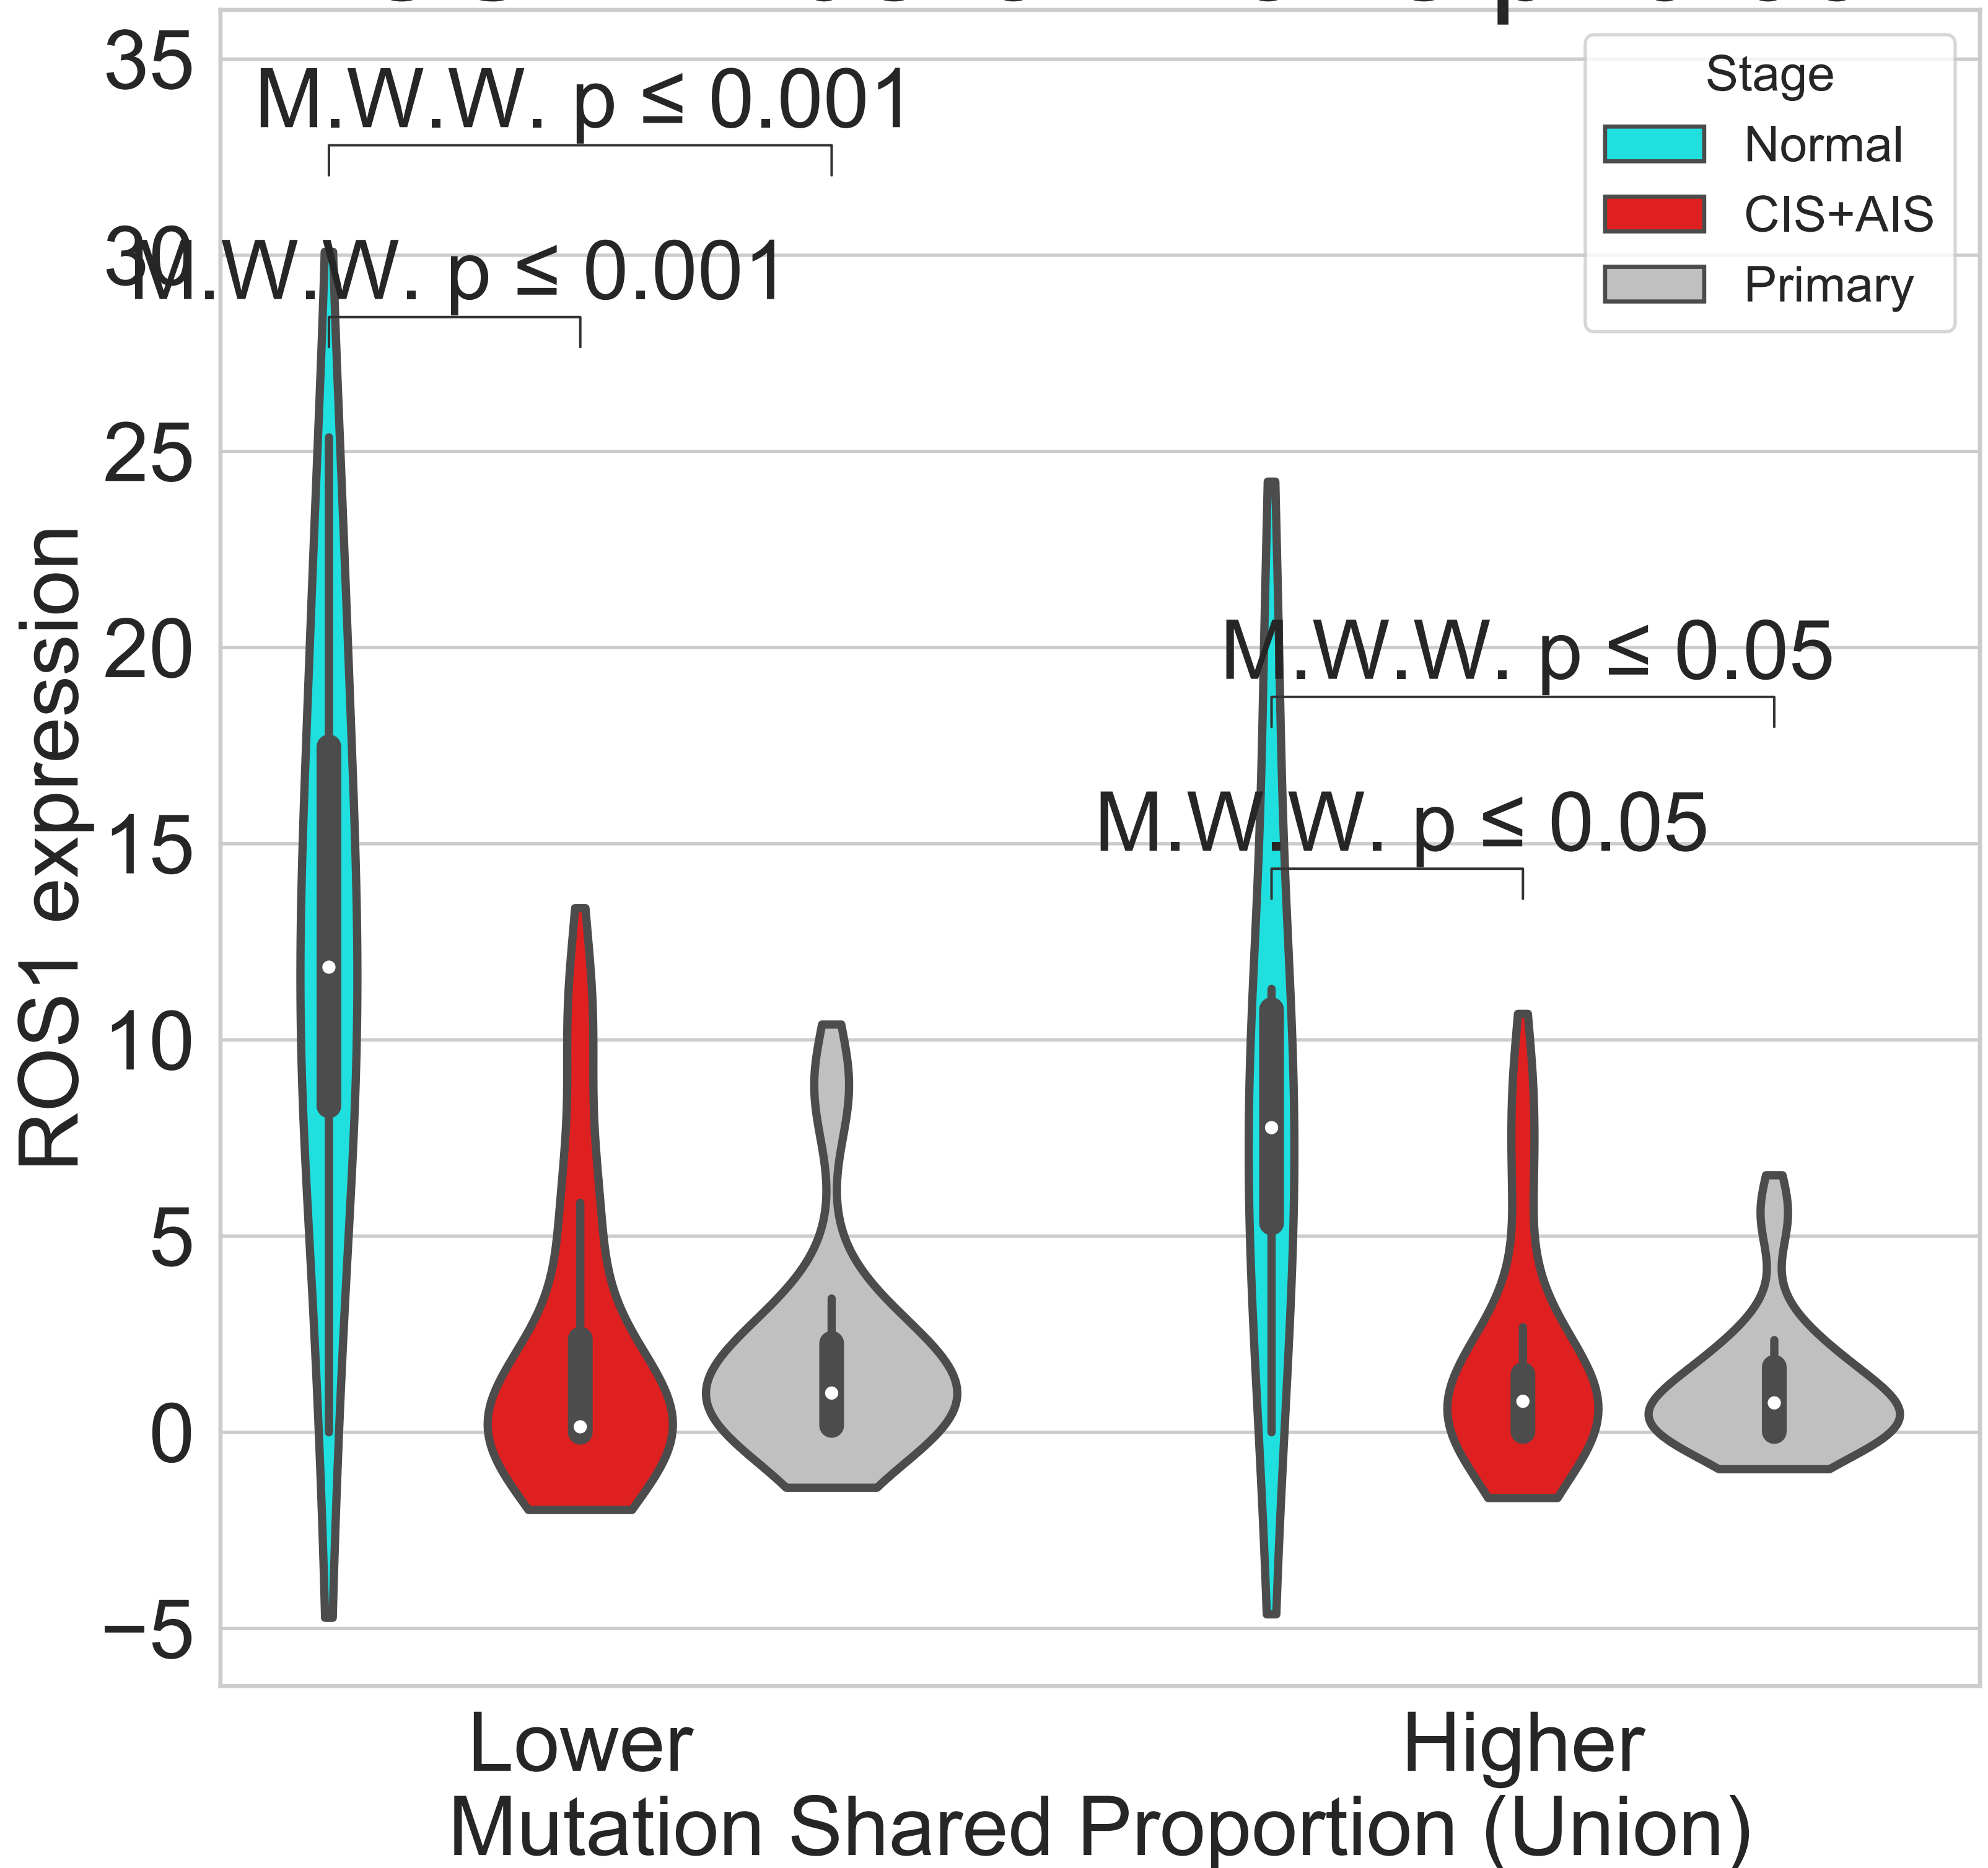 35
M.W.W. p ≤ 0.001
30
M.W.W. p ≤ 0.001
25
20
15
10
5
0
−5
ROS1 expression
Stage
Normal
CIS+AIS
Primary
M.W.W. p ≤ 0.05
M.W.W. p ≤ 0.05
Lower
Higher
Mutation Shared Proportion (Union)